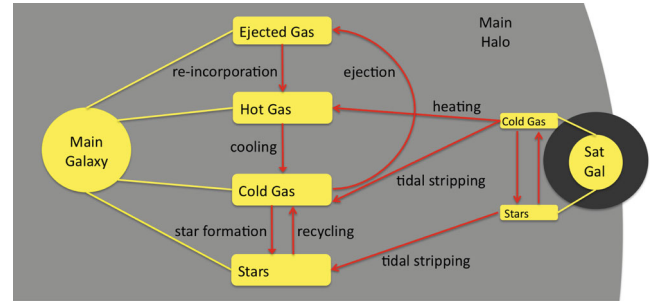 Ejected Gas
Main
Halo
re-incorporation
ejection
Hot Gas
heating
Cold Gas
Main
Galaxy
cooling
Sat
Gal
Cold Gas
tidal stripping
Stars
star formation
recycling
Stars
tidal stripping